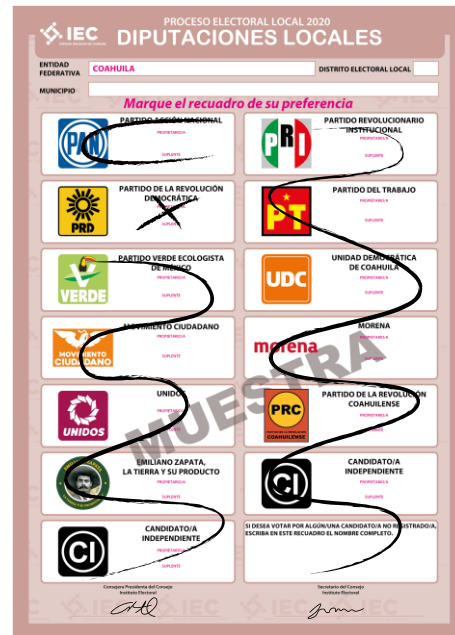 PROCESO ELECTORAL LOCAL 2020
IEC DIPUTACIONES LOCALES
ENTIDAD FEDERATIVA COAHUILA DISTRITO ELECTORAL LOCAL
MUNICIPIO
Marque el recuadro de su preferencia
PAN
PARTIDO ACCIÓN NACIONAL
PROPIETARIO/A
SUPLENTE
PRI
PARTIDO REVOLUCIONARIO
INSTITUCIONAL
PROPIETARIO/A
SUPLENTE
PRD
PARTIDO DE LA REVOLUCIÓN
DEMOCRÁTICA
SUPLENTE
PT
PARTIDO DEL TRABAJO
PROPIETARIO/A
SUPLENTE
VERDE
PARTIDO VERDE ECOLOGISTA
DE MÉXICO
PROPIETARIO/A
SUPLENTE
UDC
UNIDAD DEMOCRÁTICA
DE COAHUILA
PROPIETARIO/A
SUPLENTE
MOVIMIENTO
CIUDADANO
MOVIMIENTO CIUDADANO
PROPIETARIO/A
SUPLENTE
morena
MORENA
PROPIETARIO/A
SUPLENTE
UNIDOS
UNIDOS
PROPIETARIO/A
PRC
PARTIDO DE LA REVOLUCIÓN
COAHUILENSE
PARTIDO DE LA REVOLUCIÓN
COAHUILENSE
PROPIETARIO/A
MUESTRA
EMILIANO ZAPATA,
LA TIERRA Y SU PRODUCTO
PROPIETARIO/A
SUPLENTE
CI
CANDIDATO/A
INDEPENDIENTE
PROPIETARIO/A
SUPLENTE
CI
CANDIDATO/A
INDEPENDIENTE
PROPIETARIO/A
SUPLENTE
SI DESEA VOTAR POR ALGÚN/UNA CANDIDATO/A NO REGISTRADO/A,
ESCRIBA EN ESTE RECUADRO EL NOMBRE COMPLETO.
Consejera Presidenta del Consejo
Instituto Electoral
Secretario del Consejo
Instituto Electoral